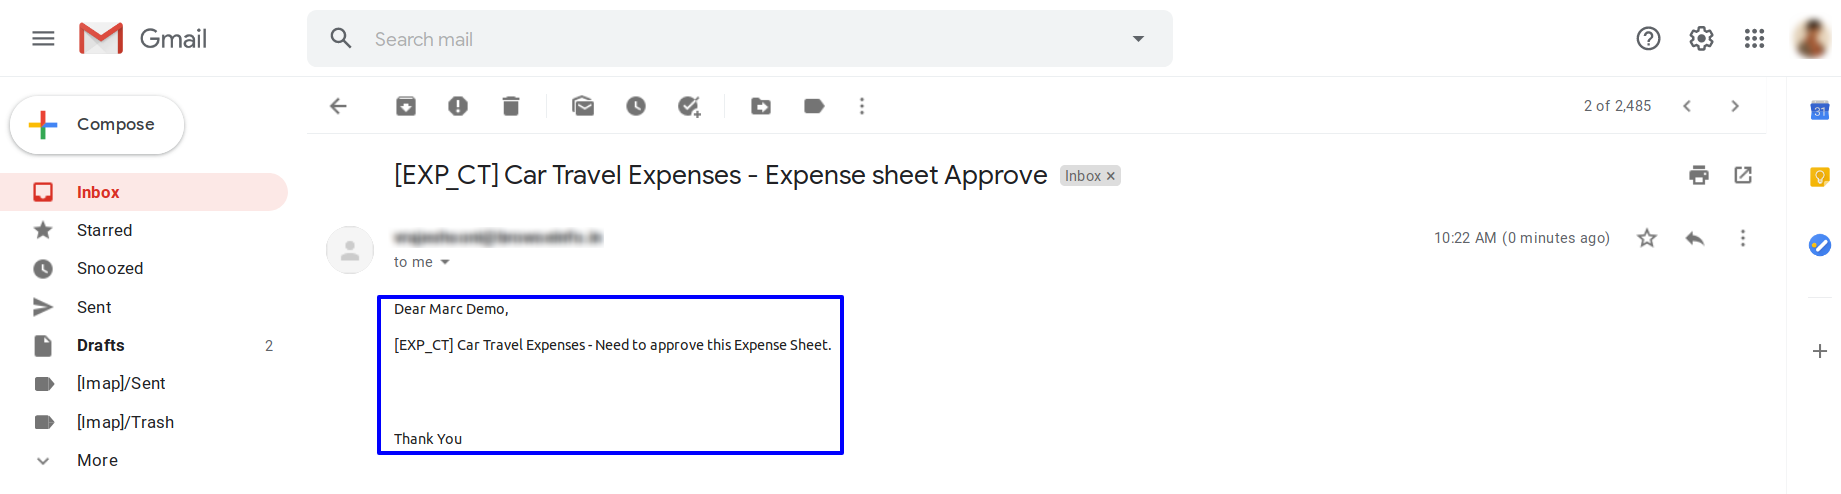 Gmail
Search mail
Compose
2 of 2,485
31
[EXP_CT] Car Travel Expenses - Expense sheet Approve
Inbox ×
Inbox
Starred
Snoozed
Sent
Drafts 2
[Imap]/Sent
[Imap]/Trash
More
10:22 AM (0 minutes ago)
to me
Dear Marc Demo,
[EXP_CT] Car Travel Expenses - Need to approve this Expense Sheet.
Thank You